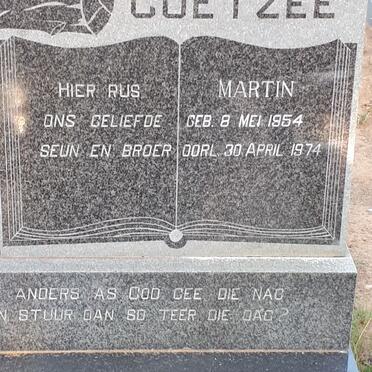 COETZEE
HIER RUS
ONS GELIEFDE
SEUN EN BROER
MARTIN
GEB. 8 MEI 1954
OORL. 30 APRIL 1974
ANDERS AS GOD GEE DIE NAG
STUUR DAN SO TEER DIE DAG?